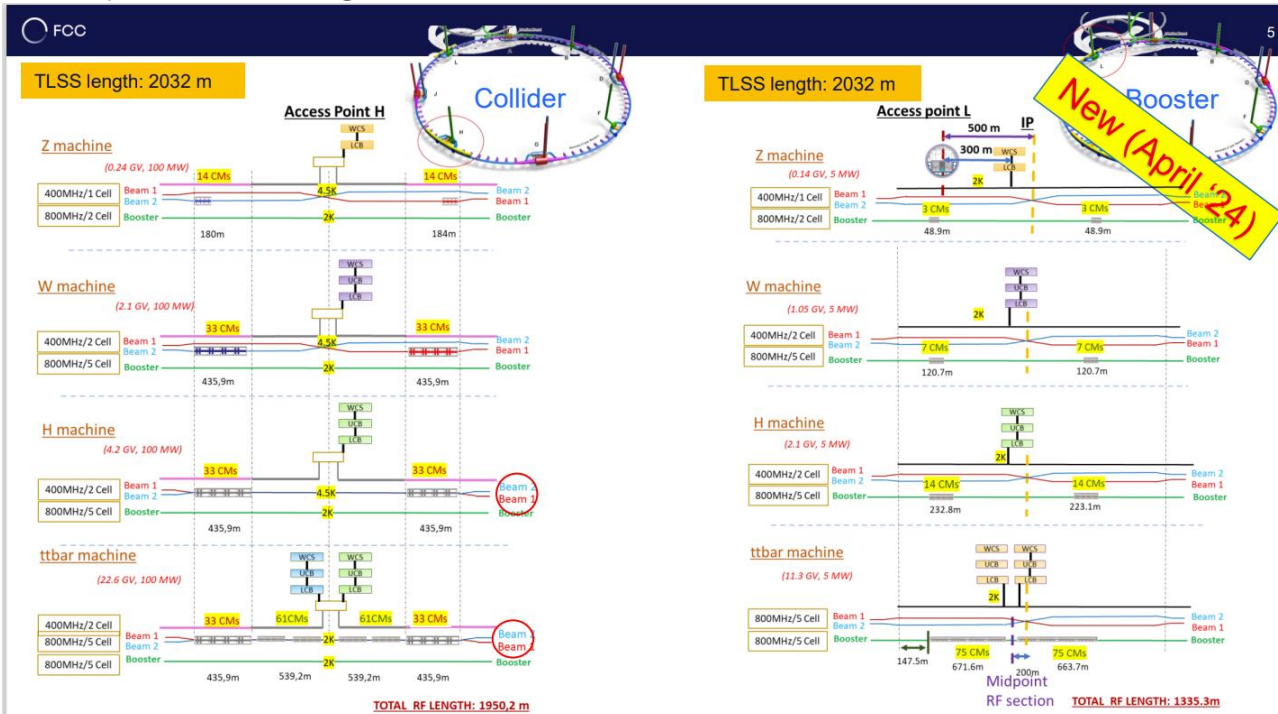 FCC
5
TLSS length: 2032 m
Collider
Access Point H
WCS
LCB
Z machine
(0.24 GV, 100 MW)
14 CMs
14 CMs
400MHz/1 Cell
Beam 1
Beam 2
4.5K
Beam 2
Beam 1
800MHz/2 Cell
Booster
2K
Booster
180m
184m
W machine
(2.1 GV, 100 MW)
WCS
UCB
LCB
33 CMs
33 CMs
400MHz/2 Cell
Beam 1
Beam 2
4.5K
Beam 2
Beam 1
800MHz/5 Cell
Booster
2K
Booster
435,9m
435,9m
H machine
(4.2 GV, 100 MW)
WCS
UCB
LCB
33 CMs
33 CMs
400MHz/2 Cell
Beam 1
Beam 2
4.5K
Beam 2
Beam 1
800MHz/5 Cell
Booster
2K
Booster
435,9m
435,9m
ttbar machine
(22.6 GV, 100 MW)
WCS
UCB
LCB
WCS
UCB
LCB
33 CMs
61CMs
61CMs
33 CMs
400MHz/2 Cell
800MHz/5 Cell
Beam 1
Beam 2
2K
Beam 2
Beam 1
800MHz/5 Cell
Booster
2K
Booster
435,9m
539,2m
539,2m
435,9m
TOTAL RF LENGTH: 1950,2 m
TLSS length: 2032 m
Booster
New (April '24)
Access point L
IP
500 m
300 m
WCS
LCB
Z machine
(0.14 GV, 5 MW)
2K
400MHz/1 Cell
Beam 1
Beam 2
Beam 2
Beam 1
3 CMs
3 CMs
800MHz/2 Cell
Booster
Booster
48.9m
48.9m
W machine
(1.05 GV, 5 MW)
WCS
UCB
LCB
2K
400MHz/2 Cell
Beam 1
Beam 2
Beam 2
Beam 1
7 CMs
7 CMs
800MHz/5 Cell
Booster
Booster
120.7m
120.7m
H machine
(2.1 GV, 5 MW)
WCS
UCB
LCB
2K
400MHz/2 Cell
Beam 1
Beam 2
Beam 2
Beam 1
14 CMs
14 CMs
800MHz/5 Cell
Booster
Booster
232.8m
223.1m
ttbar machine
(11.3 GV, 5 MW)
WCS
UCB
LCB
WCS
UCB
LCB
2K
800MHz/5 Cell
Beam 1
Beam 2
Beam 2
Beam 1
800MHz/5 Cell
Booster
Booster
147.5m
75 CMs
75 CMs
671.6m
200m
663.7m
Midpoint
RF section
TOTAL RF LENGTH: 1335.3m